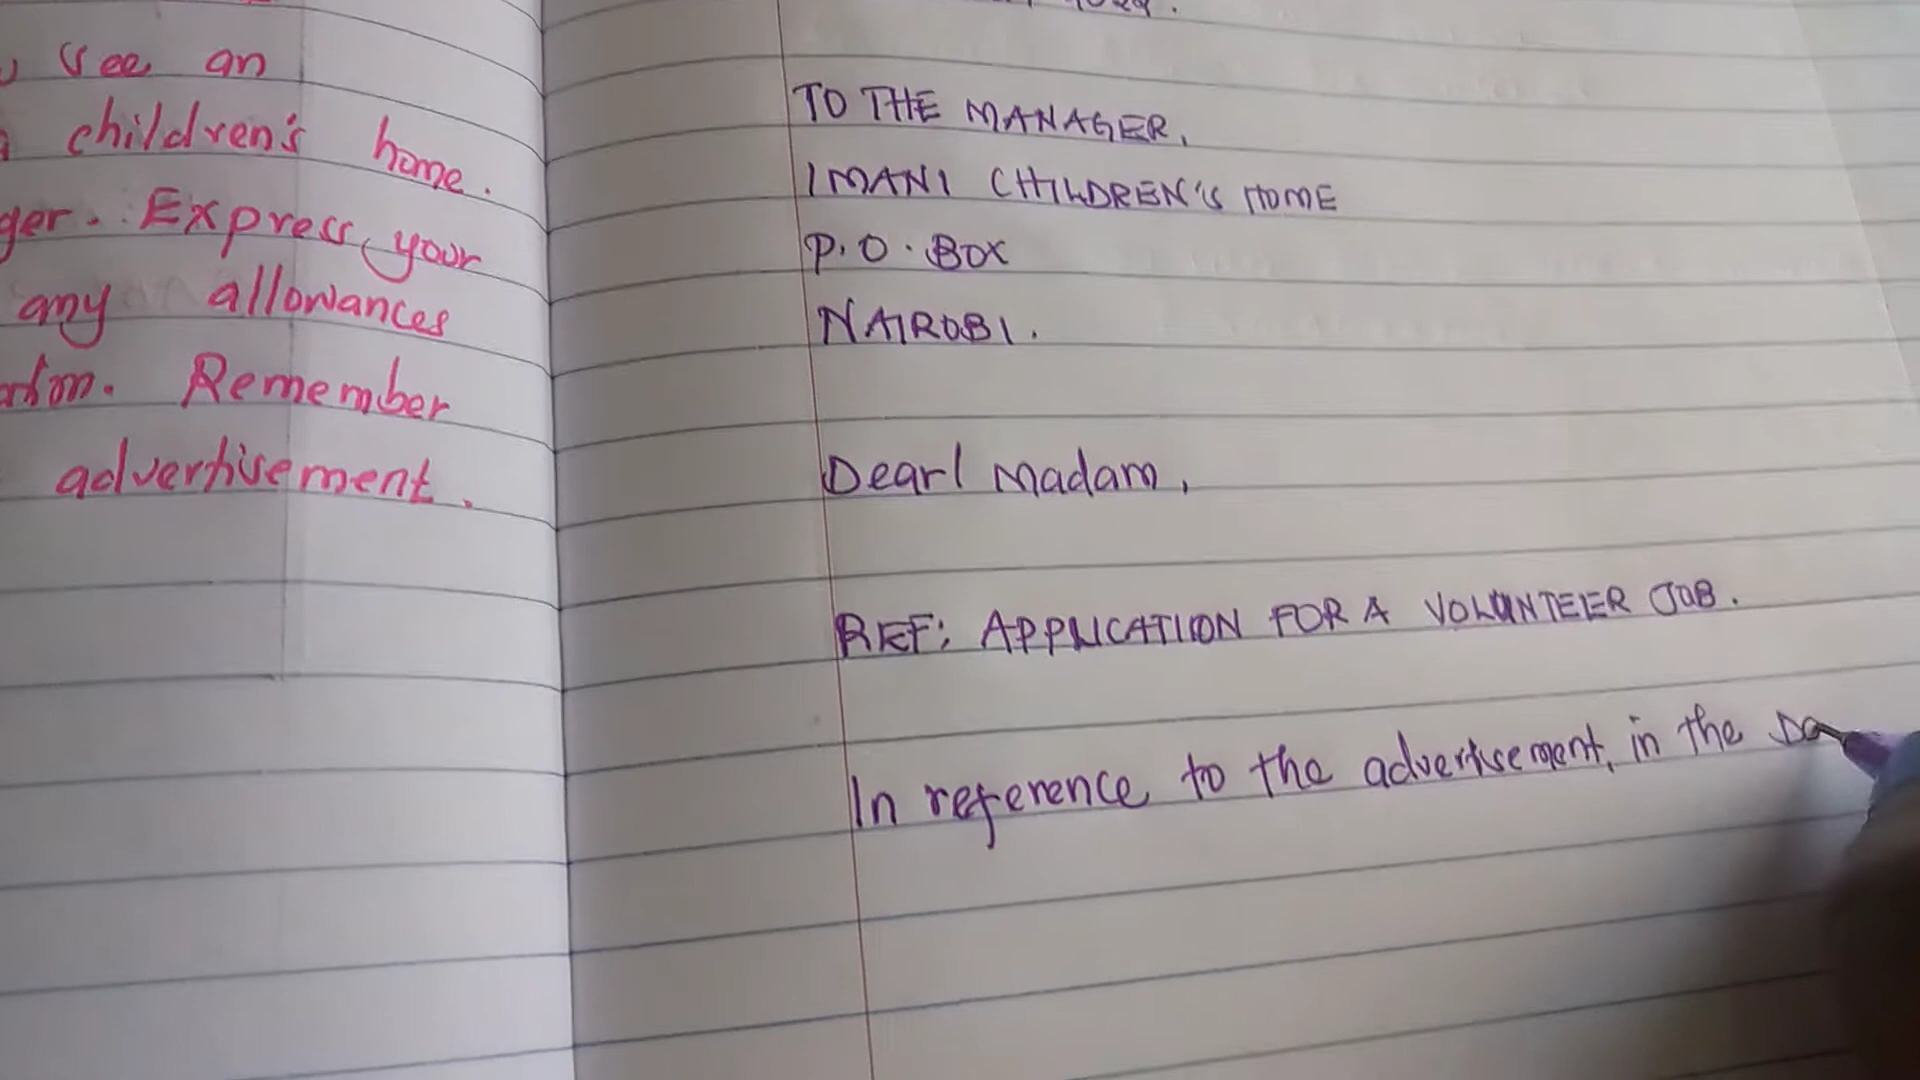 see an
children's home.
ger. Express your
any allowances
Remember
advertisement.
TO THE MANAGER,
IMANI CHILDREN'S HOME
P.O. BOX
NAIROBI.
Dearl Madam,
REF: APPLICATION FOR A VOLUNTEER JOB.
In reference to the advertisement, in the Da